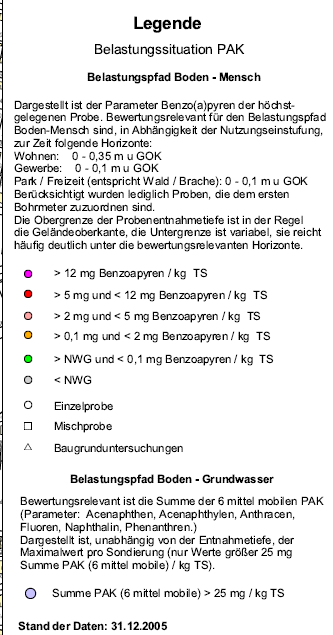 Legende
Belastungssituation PAK
Belastungspfad Boden - Mensch
Dargestellt ist der Parameter Benzo(a)pyren der höchst-
gelegenen Probe. Bewertungsrelevant für den Belastungspfad
Boden-Mensch sind, in Abhängigkeit der Nutzungseinstufung,
zur Zeit folgende Horizonte:
Wohnen: 0 - 0,35 m u GOK
Gewerbe: 0 - 0,1 m u GOK
Park / Freizeit (entspricht Wald / Brache): 0 - 0,1 m u GOK
Berücksichtigt wurden lediglich Proben, die dem ersten
Bohrmeter zuzuordnen sind.
Die Obergrenze der Probenentnahmetiefe ist in der Regel
die Geländeoberkante, die Untergrenze ist variabel, sie reicht
häufig deutlich unter die bewertungsrelevanten Horizonte.
> 12 mg Benzoapyren / kg TS
> 5 mg und < 12 mg Benzoapyren / kg TS
> 2 mg und < 5 mg Benzoapyren / kg TS
> 0,1 mg und < 2 mg Benzoapyren / kg TS
> NWG und < 0,1 mg Benzoapyren / kg TS
< NWG
Einzelprobe
Mischprobe
Baugrunduntersuchungen
Belastungspfad Boden - Grundwasser
Bewertungsrelevant ist die Summe der 6 mittel mobilen PAK
(Parameter: Acenaphthen, Acenaphthylen, Anthracen,
Fluoren, Naphthalin, Phenanthren.)
Dargestellt ist, unabhängig von der Entnahmetiefe, der
Maximalwert pro Sondierung (nur Werte größer 25 mg
Summe PAK (6 mittel mobile) / kg TS).
Summe PAK (6 mittel mobile) > 25 mg / kg TS
Stand der Daten: 31.12.2005